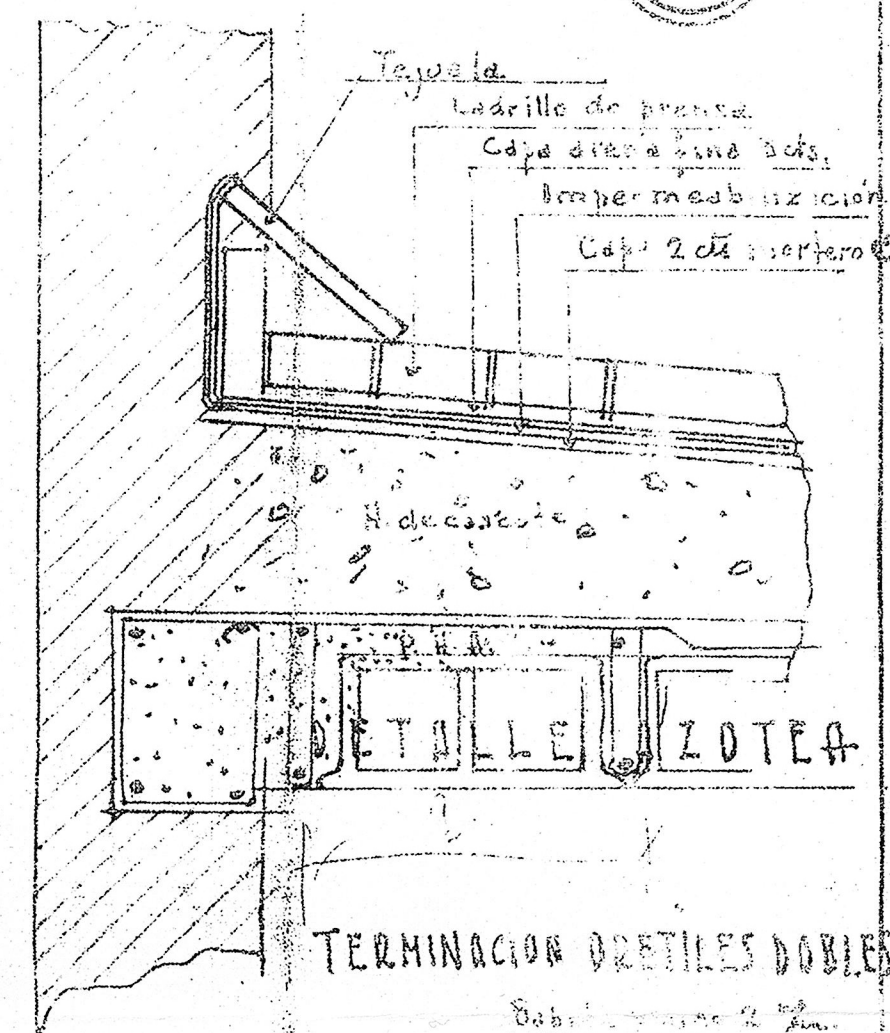 Tejuela
Ladrillo de prensa
Capa arena fina 3cts.
Impermeabilización
Capa 2 cts mortero
H. de cascote
P H A
DETALLE AZOTEA
TERMINACION PRETILES DOBLES